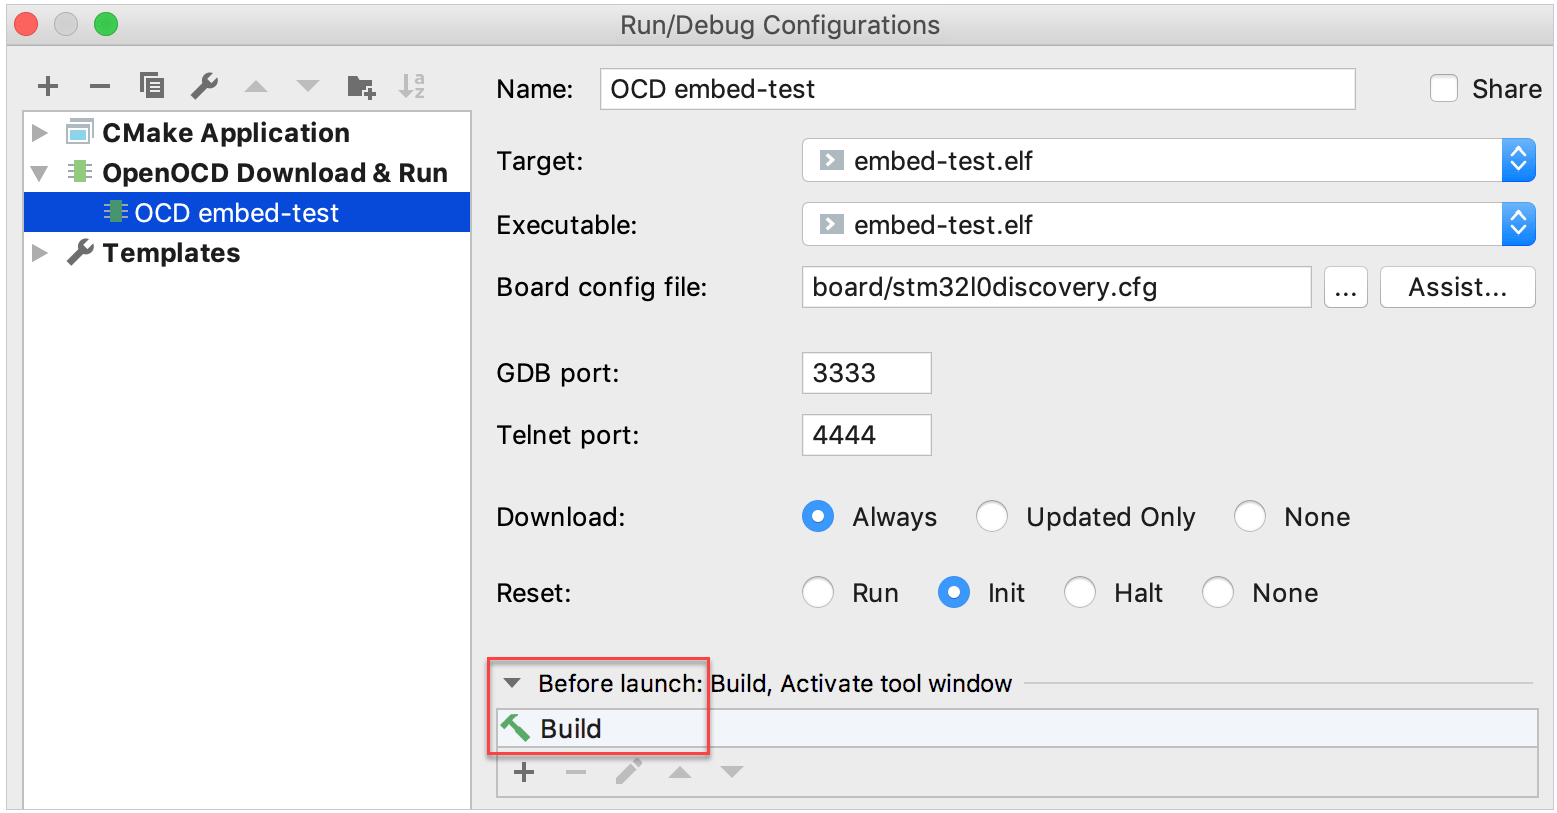 Run/Debug Configurations
Name: OCD embed-test Share
CMake Application
OpenOCD Download & Run
OCD embed-test
Templates
Target: embed-test.elf
Executable: embed-test.elf
Board config file: board/stm32l0discovery.cfg ... Assist...
GDB port: 3333
Telnet port: 4444
Download: Always Updated Only None
Reset: Run Init Halt None
Before launch: Build, Activate tool window
Build